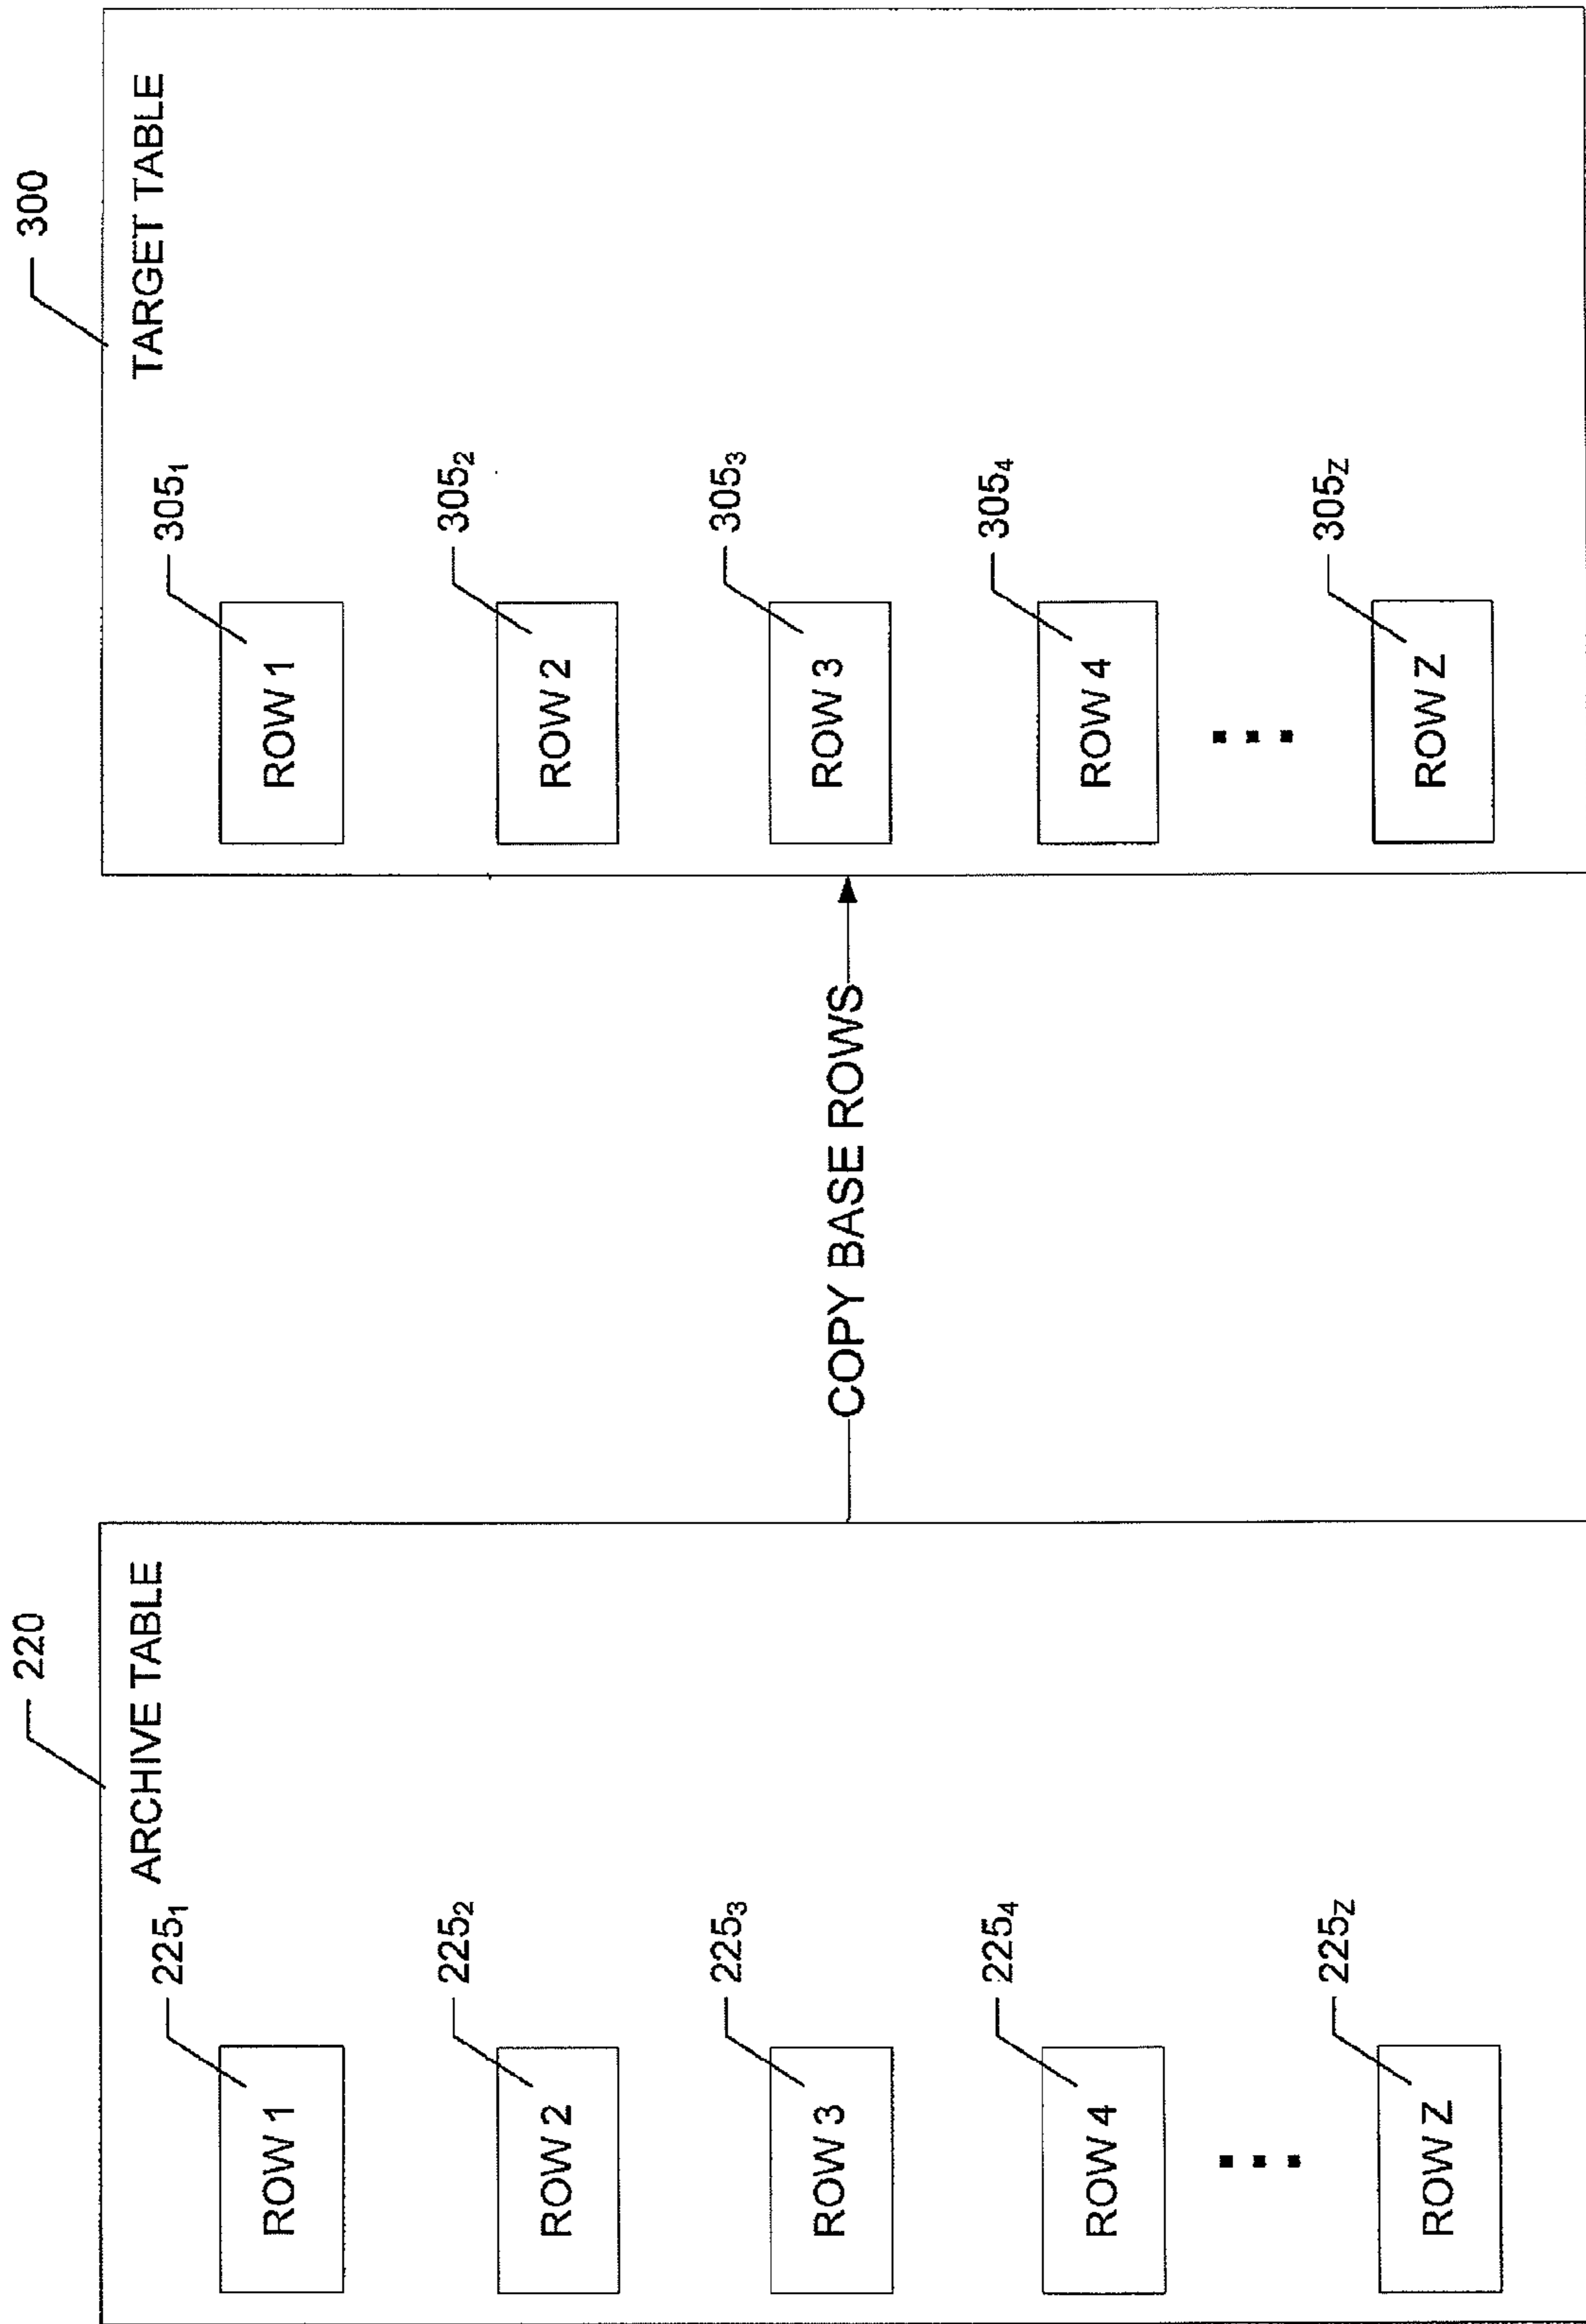 220
ARCHIVE TABLE
225₁
ROW 1
225₂
ROW 2
225₃
ROW 3
225₄
ROW 4
225Z
ROW Z
COPY BASE ROWS
300
TARGET TABLE
305₁
ROW 1
305₂
ROW 2
305₃
ROW 3
305₄
ROW 4
305Z
ROW Z